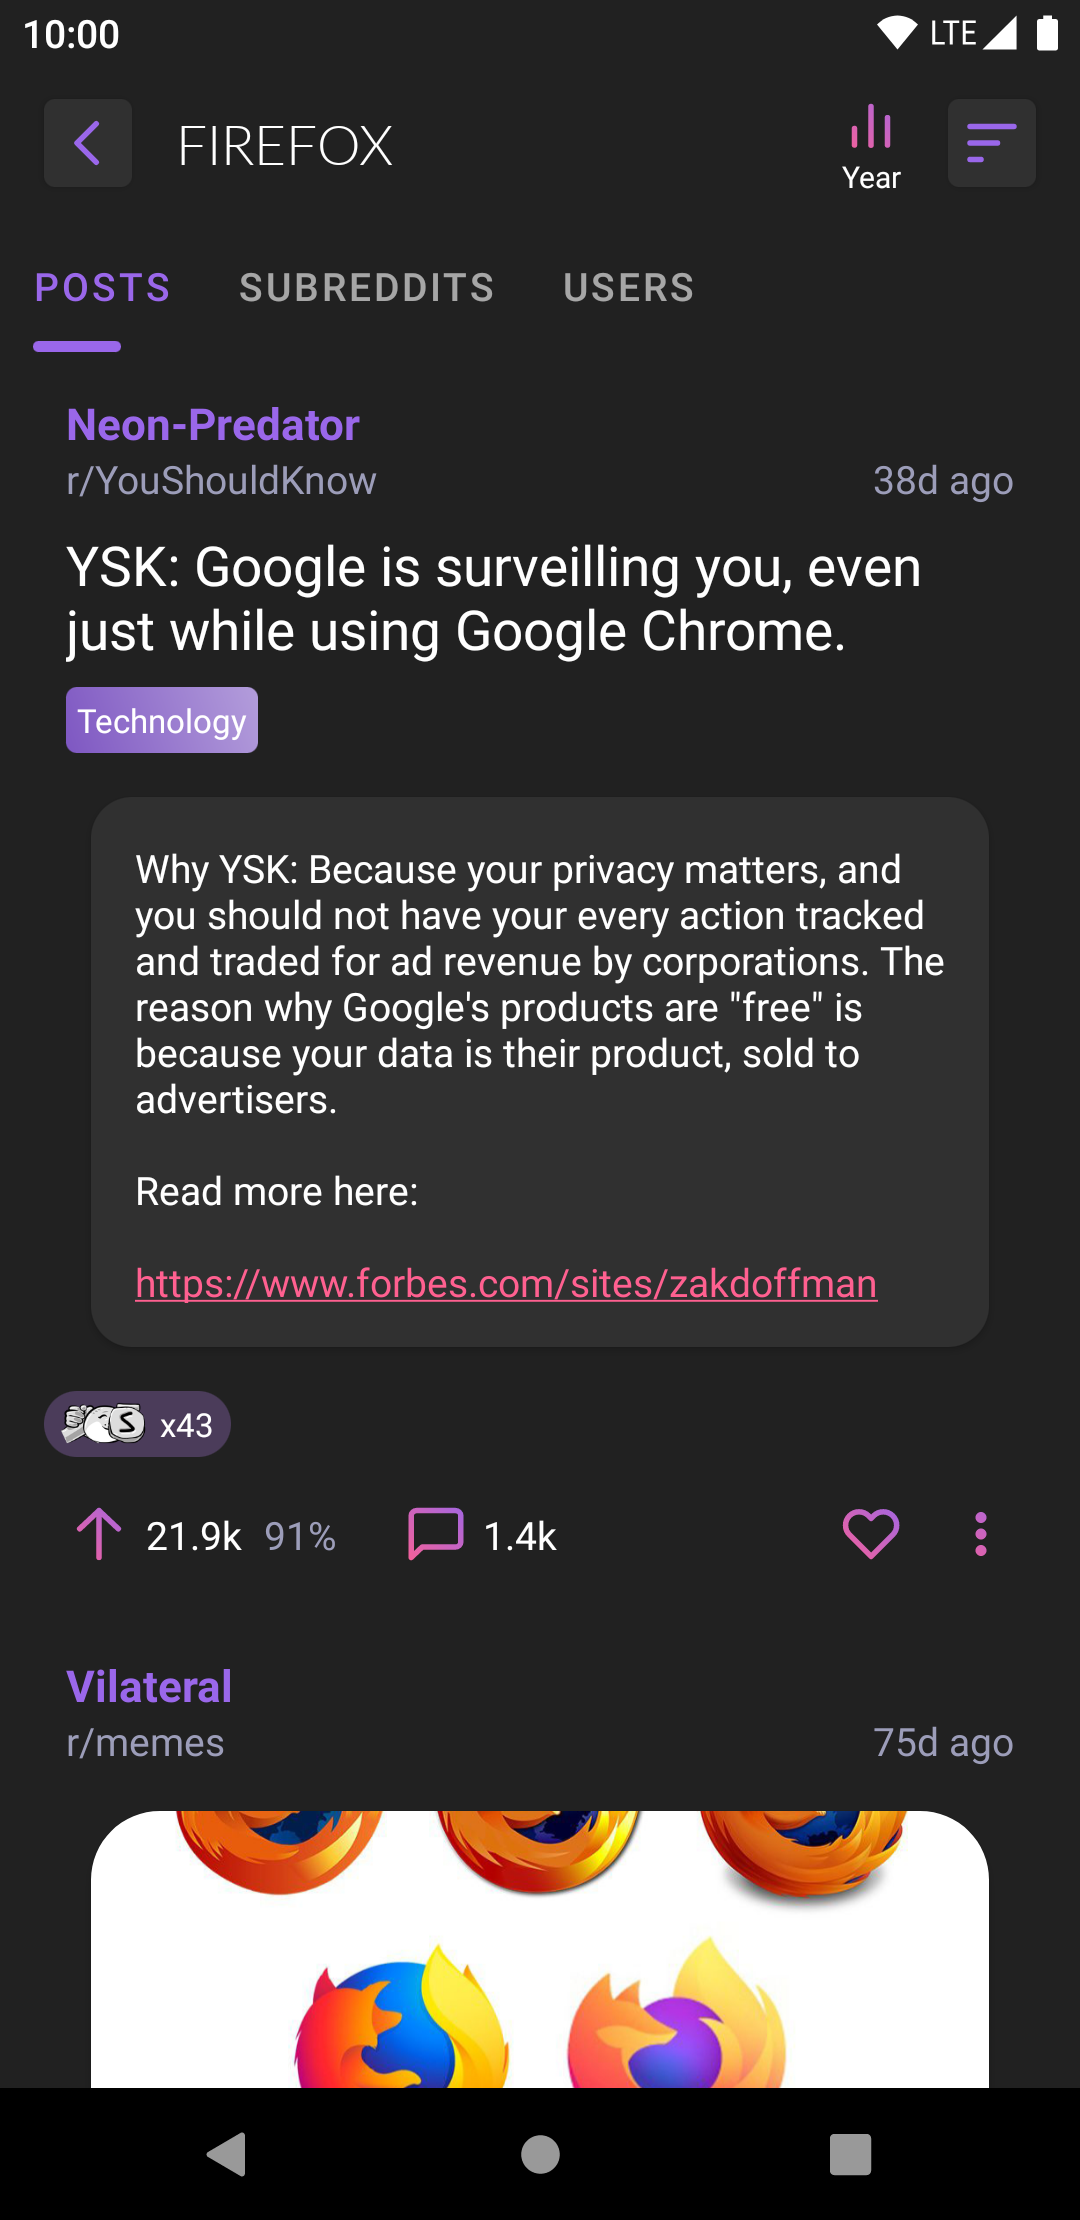 10:00
LTE
FIREFOX
Year
POSTS SUBREDDITS USERS
Neon-Predator
r/YouShouldKnow 38d ago
YSK: Google is surveilling you, even
just while using Google Chrome.
Technology
Why YSK: Because your privacy matters, and
you should not have your every action tracked
and traded for ad revenue by corporations. The
reason why Google's products are "free" is
because your data is their product, sold to
advertisers.
Read more here:
https://www.forbes.com/sites/zakdoffman
S x43
21.9k 91% 1.4k
Vilateral
r/memes 75d ago